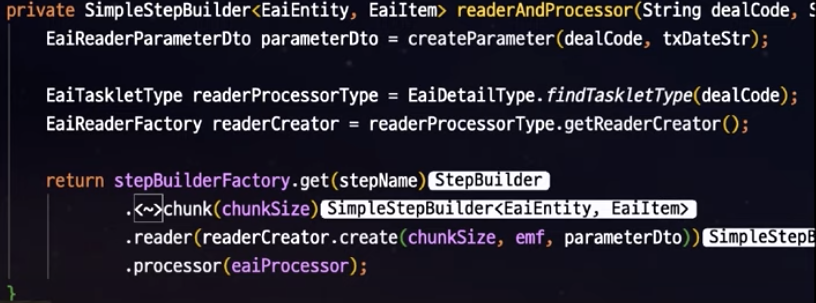 private SimpleStepBuilder<EaiEntity, EaiItem> readerAndProcessor(String dealCode, S
EaiReaderParameterDto parameterDto = createParameter(dealCode, txDateStr);
EaiTaskletType readerProcessorType = EaiDetailType.findTaskletType(dealCode);
EaiReaderFactory readerCreator = readerProcessorType.getReaderCreator();
return stepBuilderFactory.get(stepName) StepBuilder
.<~>chunk(chunkSize) SimpleStepBuilder<EaiEntity, EaiItem>
.reader(readerCreator.create(chunkSize, emf, parameterDto)) SimpleStepB
.processor(eaiProcessor);
}